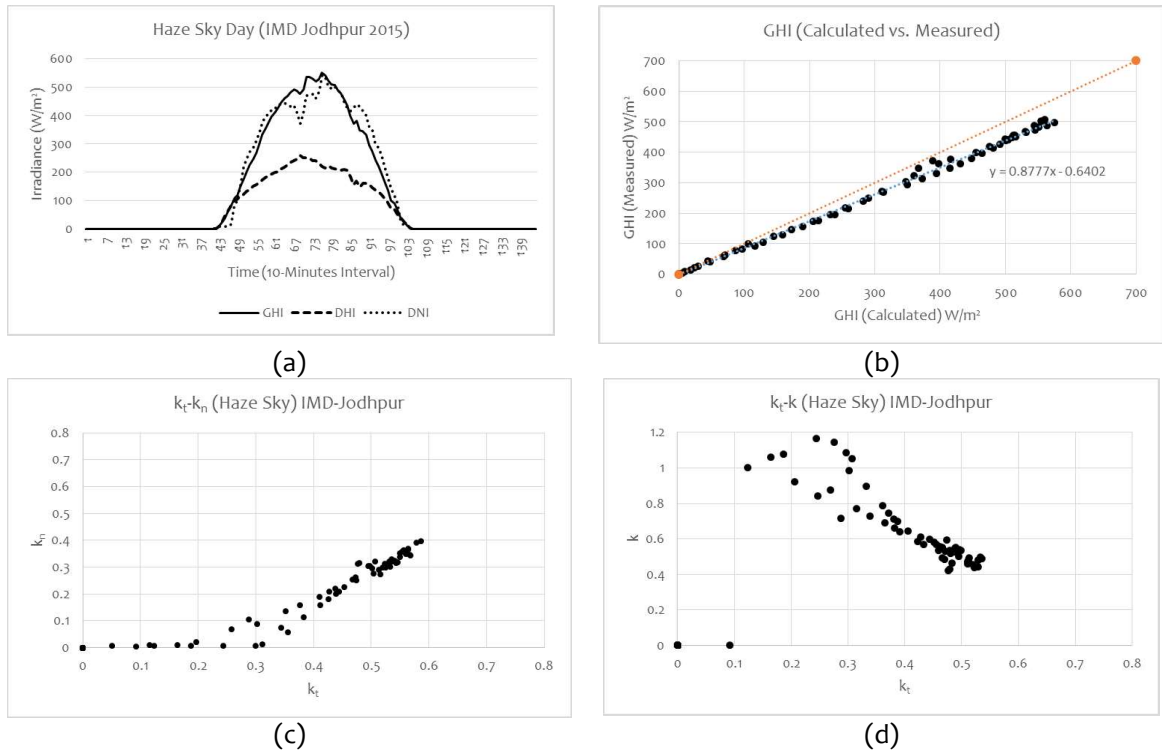 Haze Sky Day (IMD Jodhpur 2015)
Irradiance (W/m²)
600
500
400
300
200
100
0
1 7 13 19 25 31 37 43 49 55 61 67 73 79 85 91 97 103 109 115 121 127 133 139
Time (10-Minutes Interval)
GHI DHI DNI
(a)
GHI (Calculated vs. Measured)
GHI (Measured) W/m²
700
600
500
400
300
200
100
0
y = 0.8777x - 0.6402
0 100 200 300 400 500 600 700
GHI (Calculated) W/m²
(b)
kt-kn (Haze Sky) IMD-Jodhpur
kn
0.8
0.7
0.6
0.5
0.4
0.3
0.2
0.1
0
0 0.1 0.2 0.3 0.4 0.5 0.6 0.7 0.8
kt
(c)
kt-k (Haze Sky) IMD-Jodhpur
k
1.2
1
0.8
0.6
0.4
0.2
0
0 0.1 0.2 0.3 0.4 0.5 0.6 0.7 0.8
kt
(d)